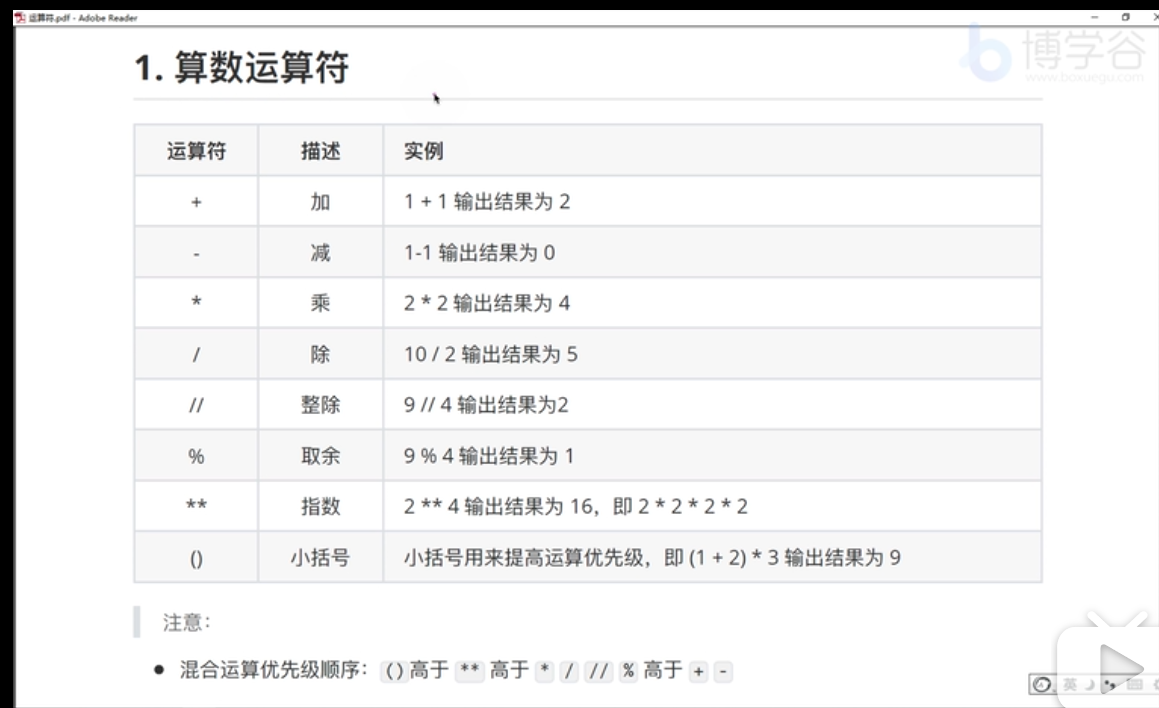 运算符.pdf - Adobe Reader
博学谷
www.boxuegu.com
1. 算数运算符
运算符 描述 实例
+ 加 1 + 1 输出结果为 2
- 减 1-1 输出结果为 0
* 乘 2 * 2 输出结果为 4
/ 除 10 / 2 输出结果为 5
// 整除 9 // 4 输出结果为2
% 取余 9 % 4 输出结果为 1
** 指数 2 ** 4 输出结果为 16，即 2 * 2 * 2 * 2
() 小括号 小括号用来提高运算优先级，即 (1 + 2) * 3 输出结果为 9
注意：
● 混合运算优先级顺序：()高于 ** 高于 * / // % 高于 + -
英